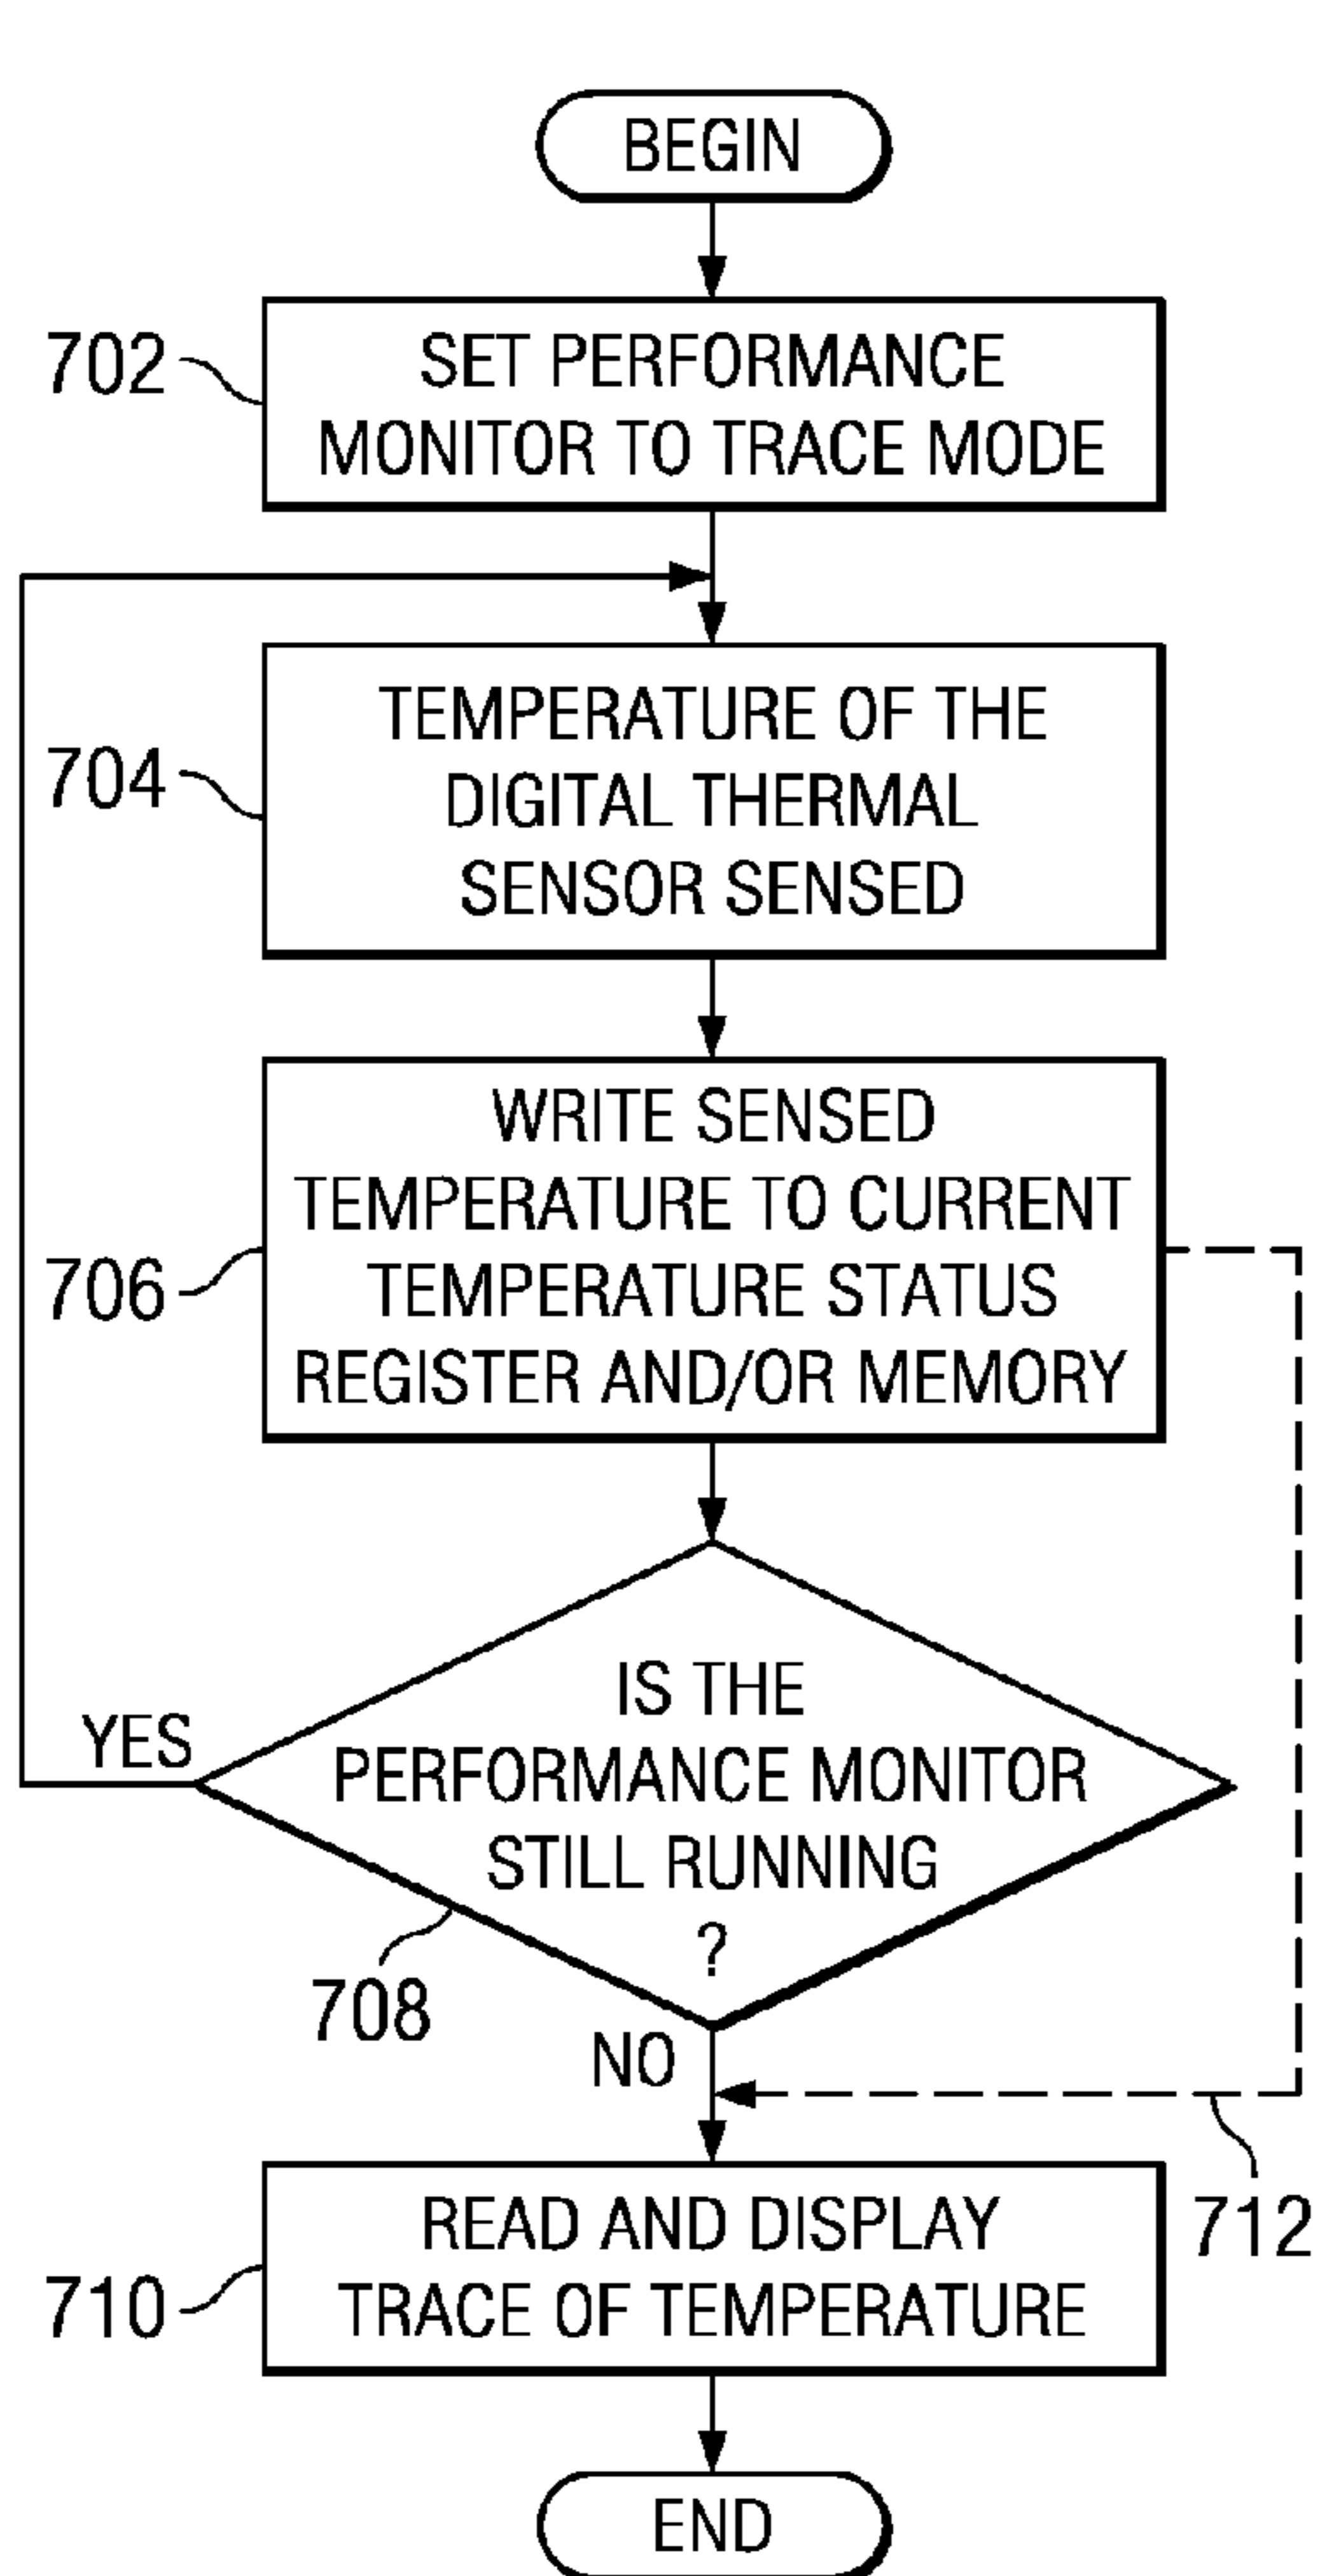 BEGIN
702
SET PERFORMANCE
MONITOR TO TRACE MODE
704
TEMPERATURE OF THE
DIGITAL THERMAL
SENSOR SENSED
706
WRITE SENSED
TEMPERATURE TO CURRENT
TEMPERATURE STATUS
REGISTER AND/OR MEMORY
YES
IS THE
PERFORMANCE MONITOR
STILL RUNNING
?
708
NO
712
710
READ AND DISPLAY
TRACE OF TEMPERATURE
END